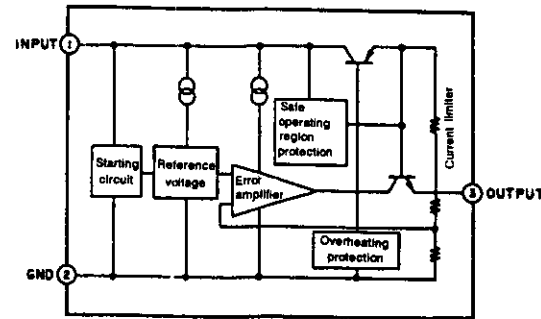 INPUT 1
Safe
operating
region
protection
Current limiter
Starting
circuit
Reference
voltage
Error
amplifier
3 OUTPUT
Overheating
protection
GND 2